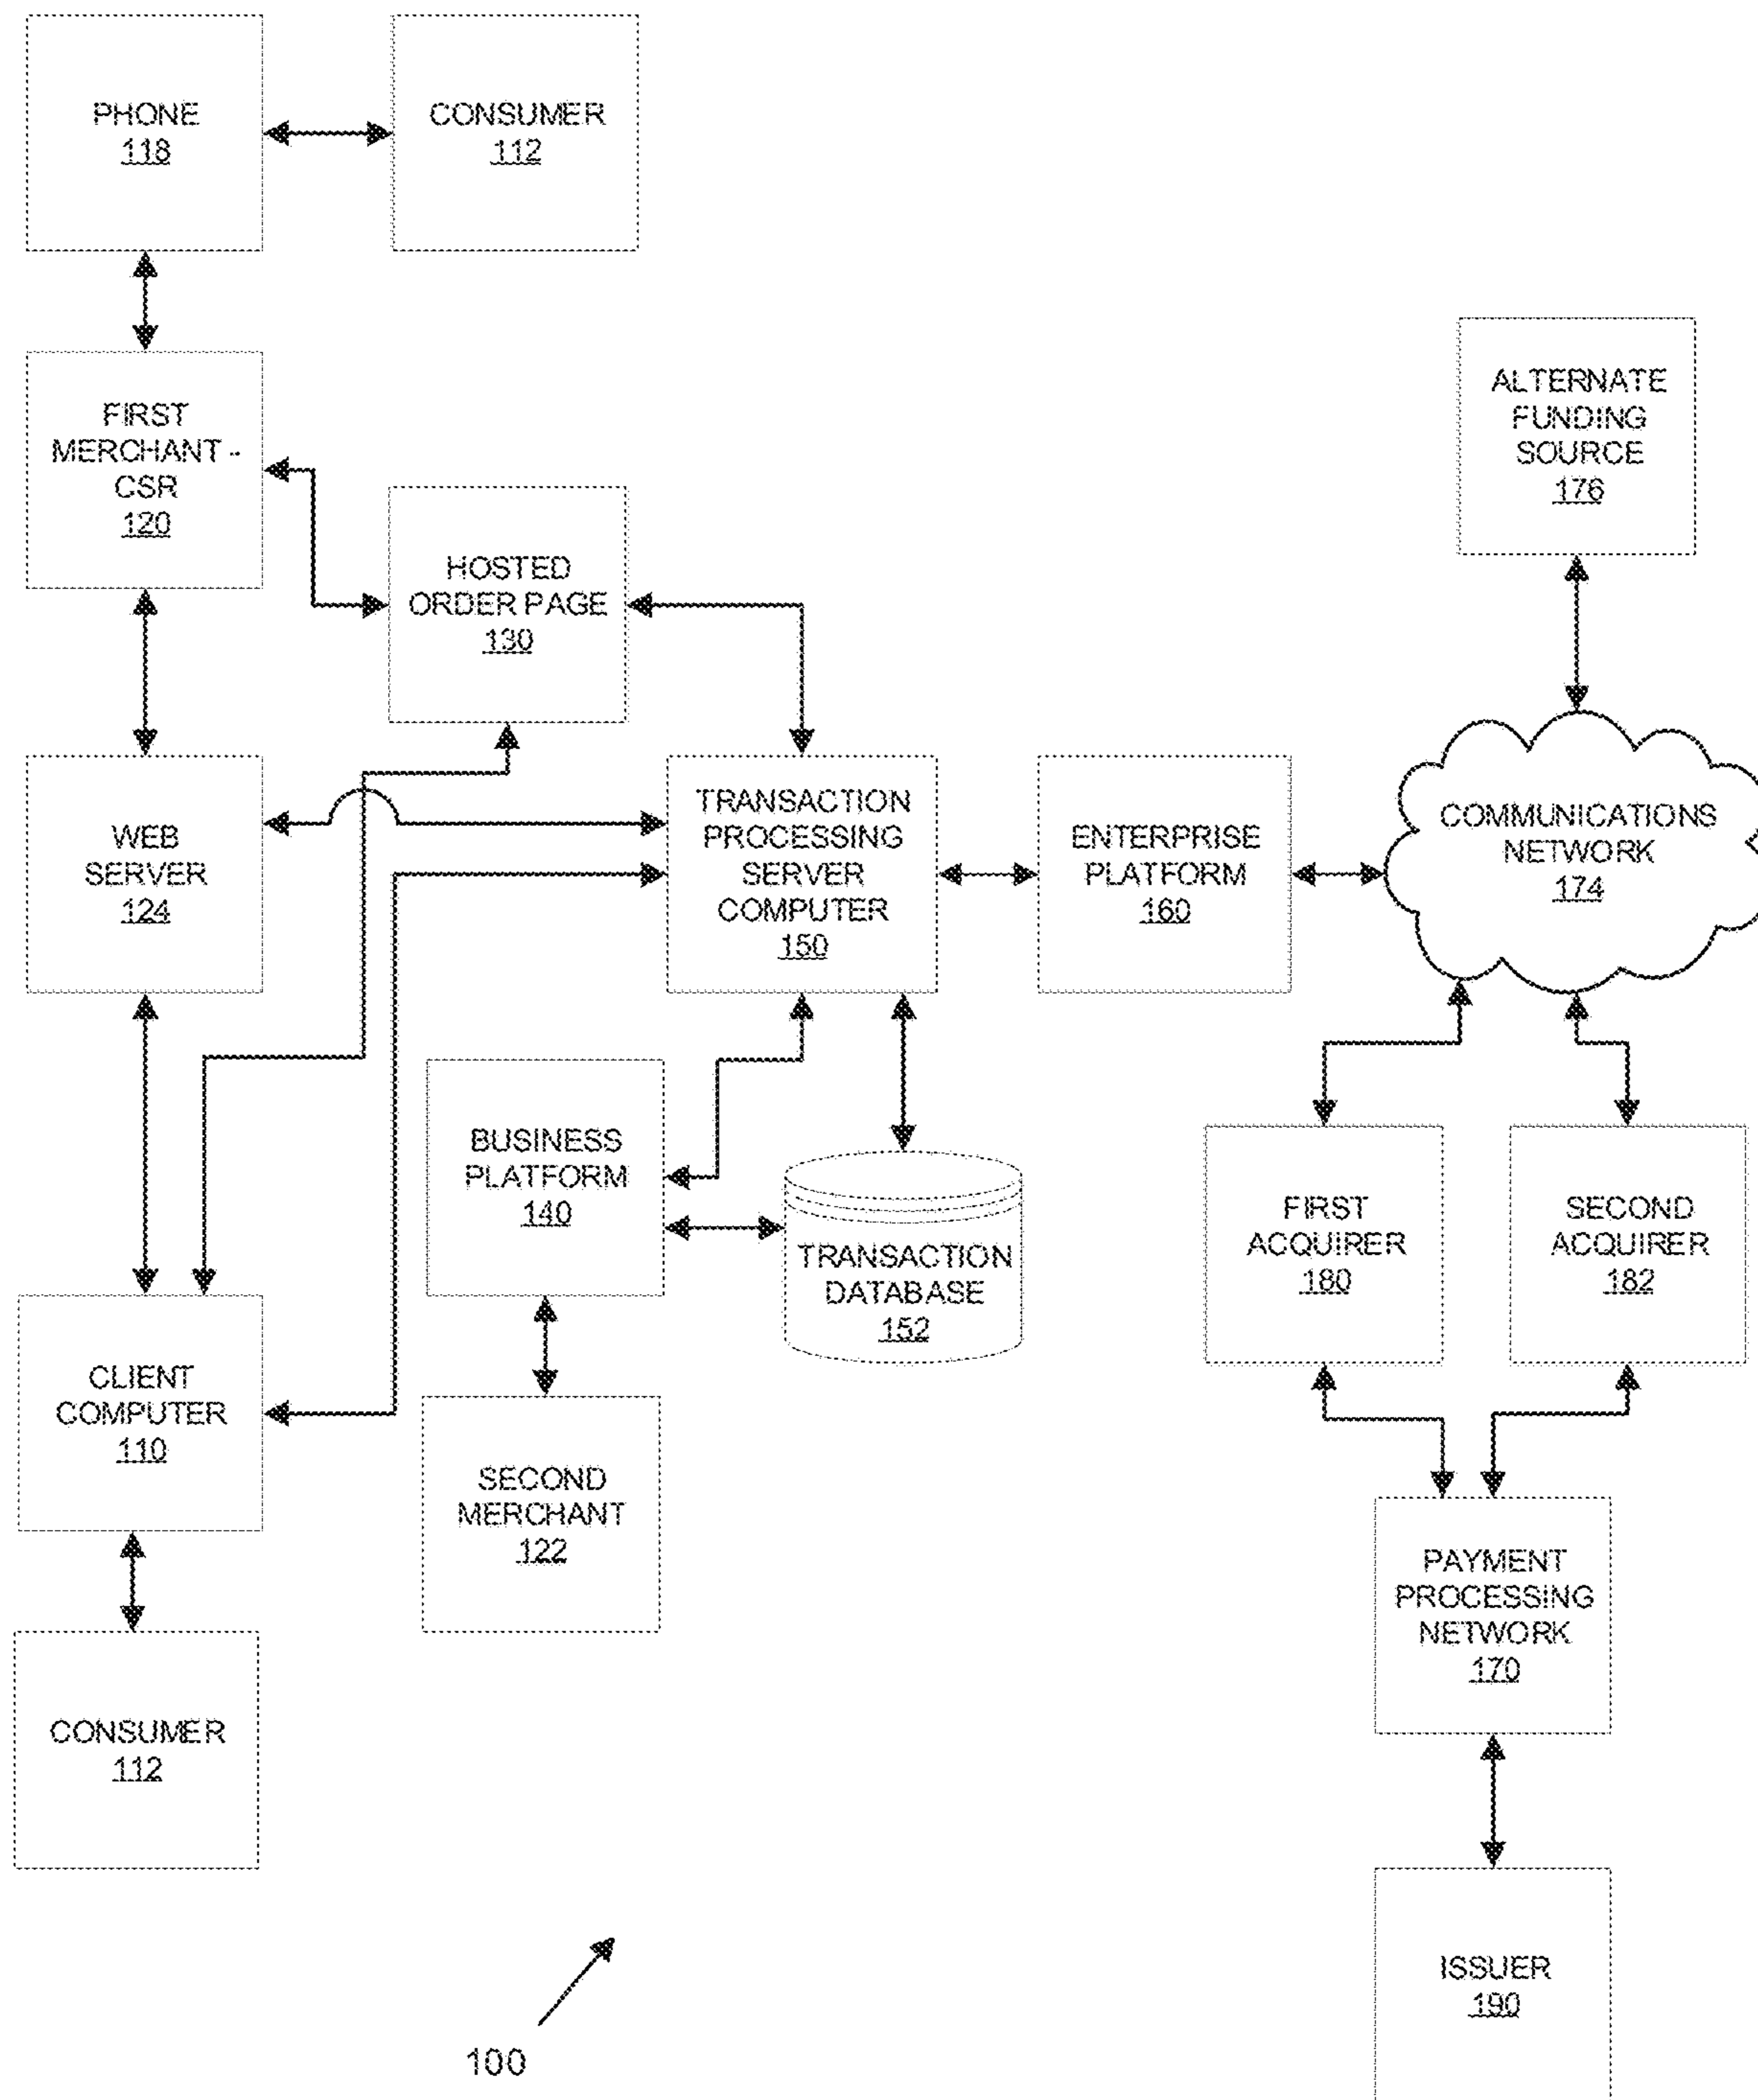 PHONE
118
CONSUMER
112
FIRST
MERCHANT -
CSR
120
ALTERNATE
FUNDING
SOURCE
176
HOSTED
ORDER PAGE
130
WEB
SERVER
124
TRANSACTION
PROCESSING
SERVER
COMPUTER
150
ENTERPRISE
PLATFORM
160
COMMUNICATIONS
NETWORK
174
BUSINESS
PLATFORM
140
TRANSACTION
DATABASE
152
FIRST
ACQUIRER
180
SECOND
ACQUIRER
182
CLIENT
COMPUTER
110
SECOND
MERCHANT
122
PAYMENT
PROCESSING
NETWORK
170
CONSUMER
112
ISSUER
190
100